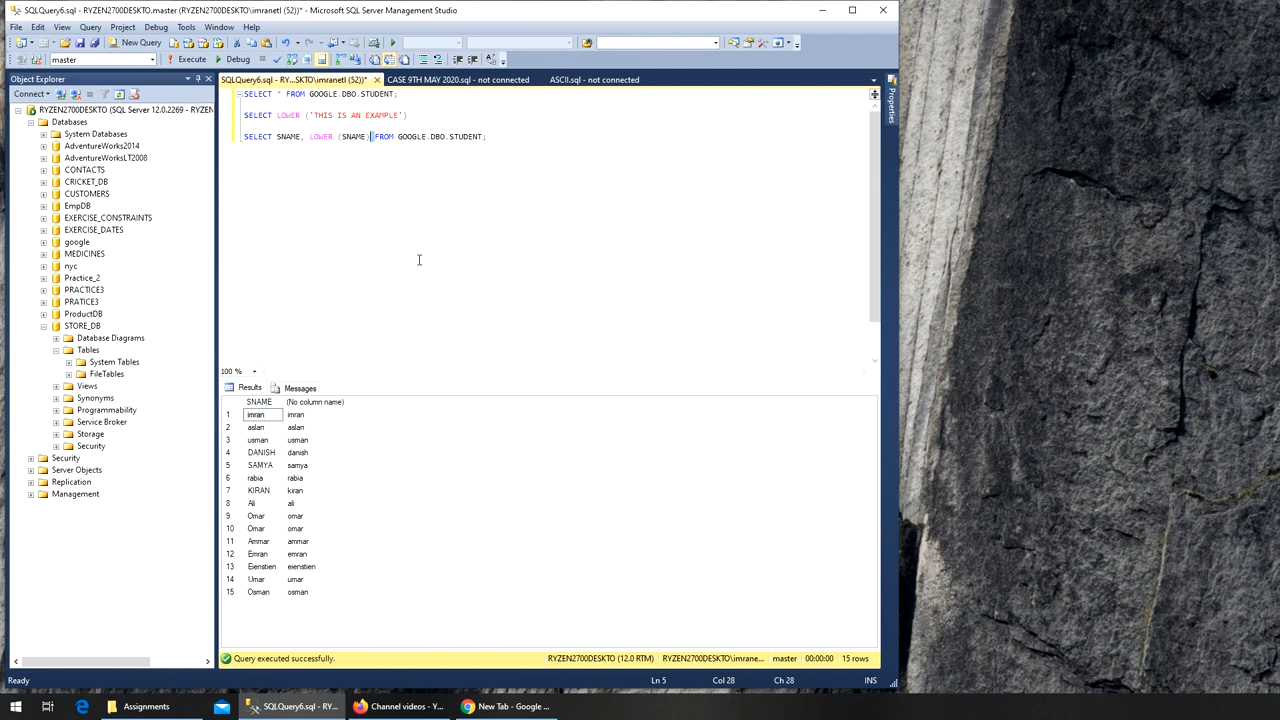 SQLQuery6.sql - RYZEN2700DESKTO.master (RYZEN2700DESKTO\imranetl (52))* - Microsoft SQL Server Management Studio
File Edit View Query Project Debug Tools Window Help
New Query
master Execute Debug
Object Explorer
Connect
RYZEN2700DESKTO (SQL Server 12.0.2269 - RYZEN
Databases
System Databases
AdventureWorks2014
AdventureWorksLT2008
CONTACTS
CRICKET_DB
CUSTOMERS
EmpDB
EXERCISE_CONSTRAINTS
EXERCISE_DATES
google
MEDICINES
nyc
Practice_2
PRACTICE3
PRATICE3
ProductDB
STORE_DB
Database Diagrams
Tables
System Tables
FileTables
Views
Synonyms
Programmability
Service Broker
Storage
Security
Security
Server Objects
Replication
Management
SQLQuery6.sql - RY...SKTO\imranetl (52))* CASE 9TH MAY 2020.sql - not connected ASCII.sql - not connected
SELECT * FROM GOOGLE.DBO.STUDENT;
SELECT LOWER ('THIS IS AN EXAMPLE')
SELECT SNAME, LOWER (SNAME) FROM GOOGLE.DBO.STUDENT;
100 %
Results Messages
SNAME (No column name)
1 imran imran
2 aslan aslan
3 usman usman
4 DANISH danish
5 SAMYA samya
6 rabia rabia
7 KIRAN kiran
8 Ali ali
9 Omar omar
10 Omar omar
11 Ammar ammar
12 Emran emran
13 Eienstien eienstien
14 Umar umar
15 Osman osman
Query executed successfully. RYZEN2700DESKTO (12.0 RTM) RYZEN2700DESKTO\imrane... master 00:00:00 15 rows
Ready Ln 5 Col 28 Ch 28 INS
Properties
Assignments SQLQuery6.sql - RY... Channel videos - Y... New Tab - Google ...